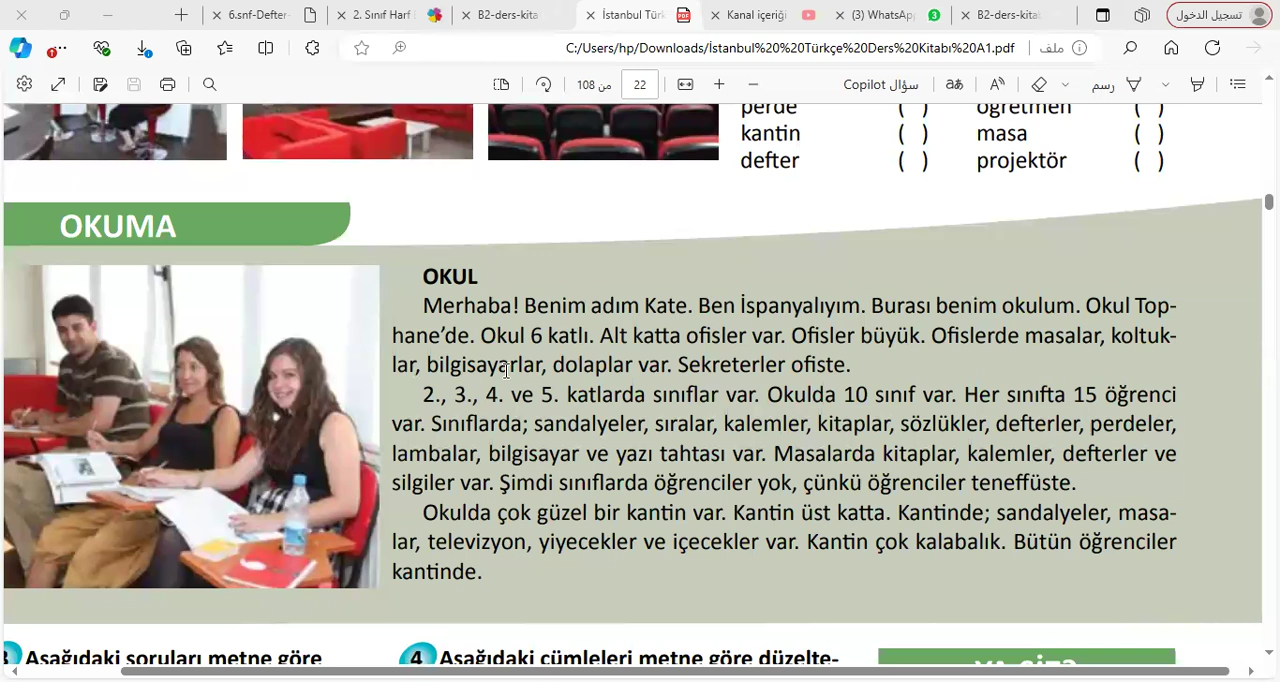 6.snf-Defter-
2. Sınıf Harf
B2-ders-kita
İstanbul Türk
Kanal içeriği
(3) WhatsApp
B2-ders-kitab
تسجيل الدخول
C:/Users/hp/Downloads/İstanbul%20%20Türkçe%20Ders%20Kitabı%20A1.pdf
ملف
22
من 108
سؤال Copilot
رسم
perde ( ) öğretmen ( )
kantin ( ) masa ( )
defter ( ) projektör ( )
OKUMA
OKUL
Merhaba! Benim adım Kate. Ben İspanyalıyım. Burası benim okulum. Okul Top-
hane’de. Okul 6 katlı. Alt katta ofisler var. Ofisler büyük. Ofislerde masalar, koltuk-
lar, bilgisayarlar, dolaplar var. Sekreterler ofiste.
2., 3., 4. ve 5. katlarda sınıflar var. Okulda 10 sınıf var. Her sınıfta 15 öğrenci
var. Sınıflarda; sandalyeler, sıralar, kalemler, kitaplar, sözlükler, defterler, perdeler,
lambalar, bilgisayar ve yazı tahtası var. Masalarda kitaplar, kalemler, defterler ve
silgiler var. Şimdi sınıflarda öğrenciler yok, çünkü öğrenciler teneffüste.
Okulda çok güzel bir kantin var. Kantin üst katta. Kantinde; sandalyeler, masa-
lar, televizyon, yiyecekler ve içecekler var. Kantin çok kalabalık. Bütün öğrenciler
kantinde.
3 Aşağıdaki soruları metne göre
4 Aşağıdaki cümleleri metne göre düzelte-
YA SİZ?